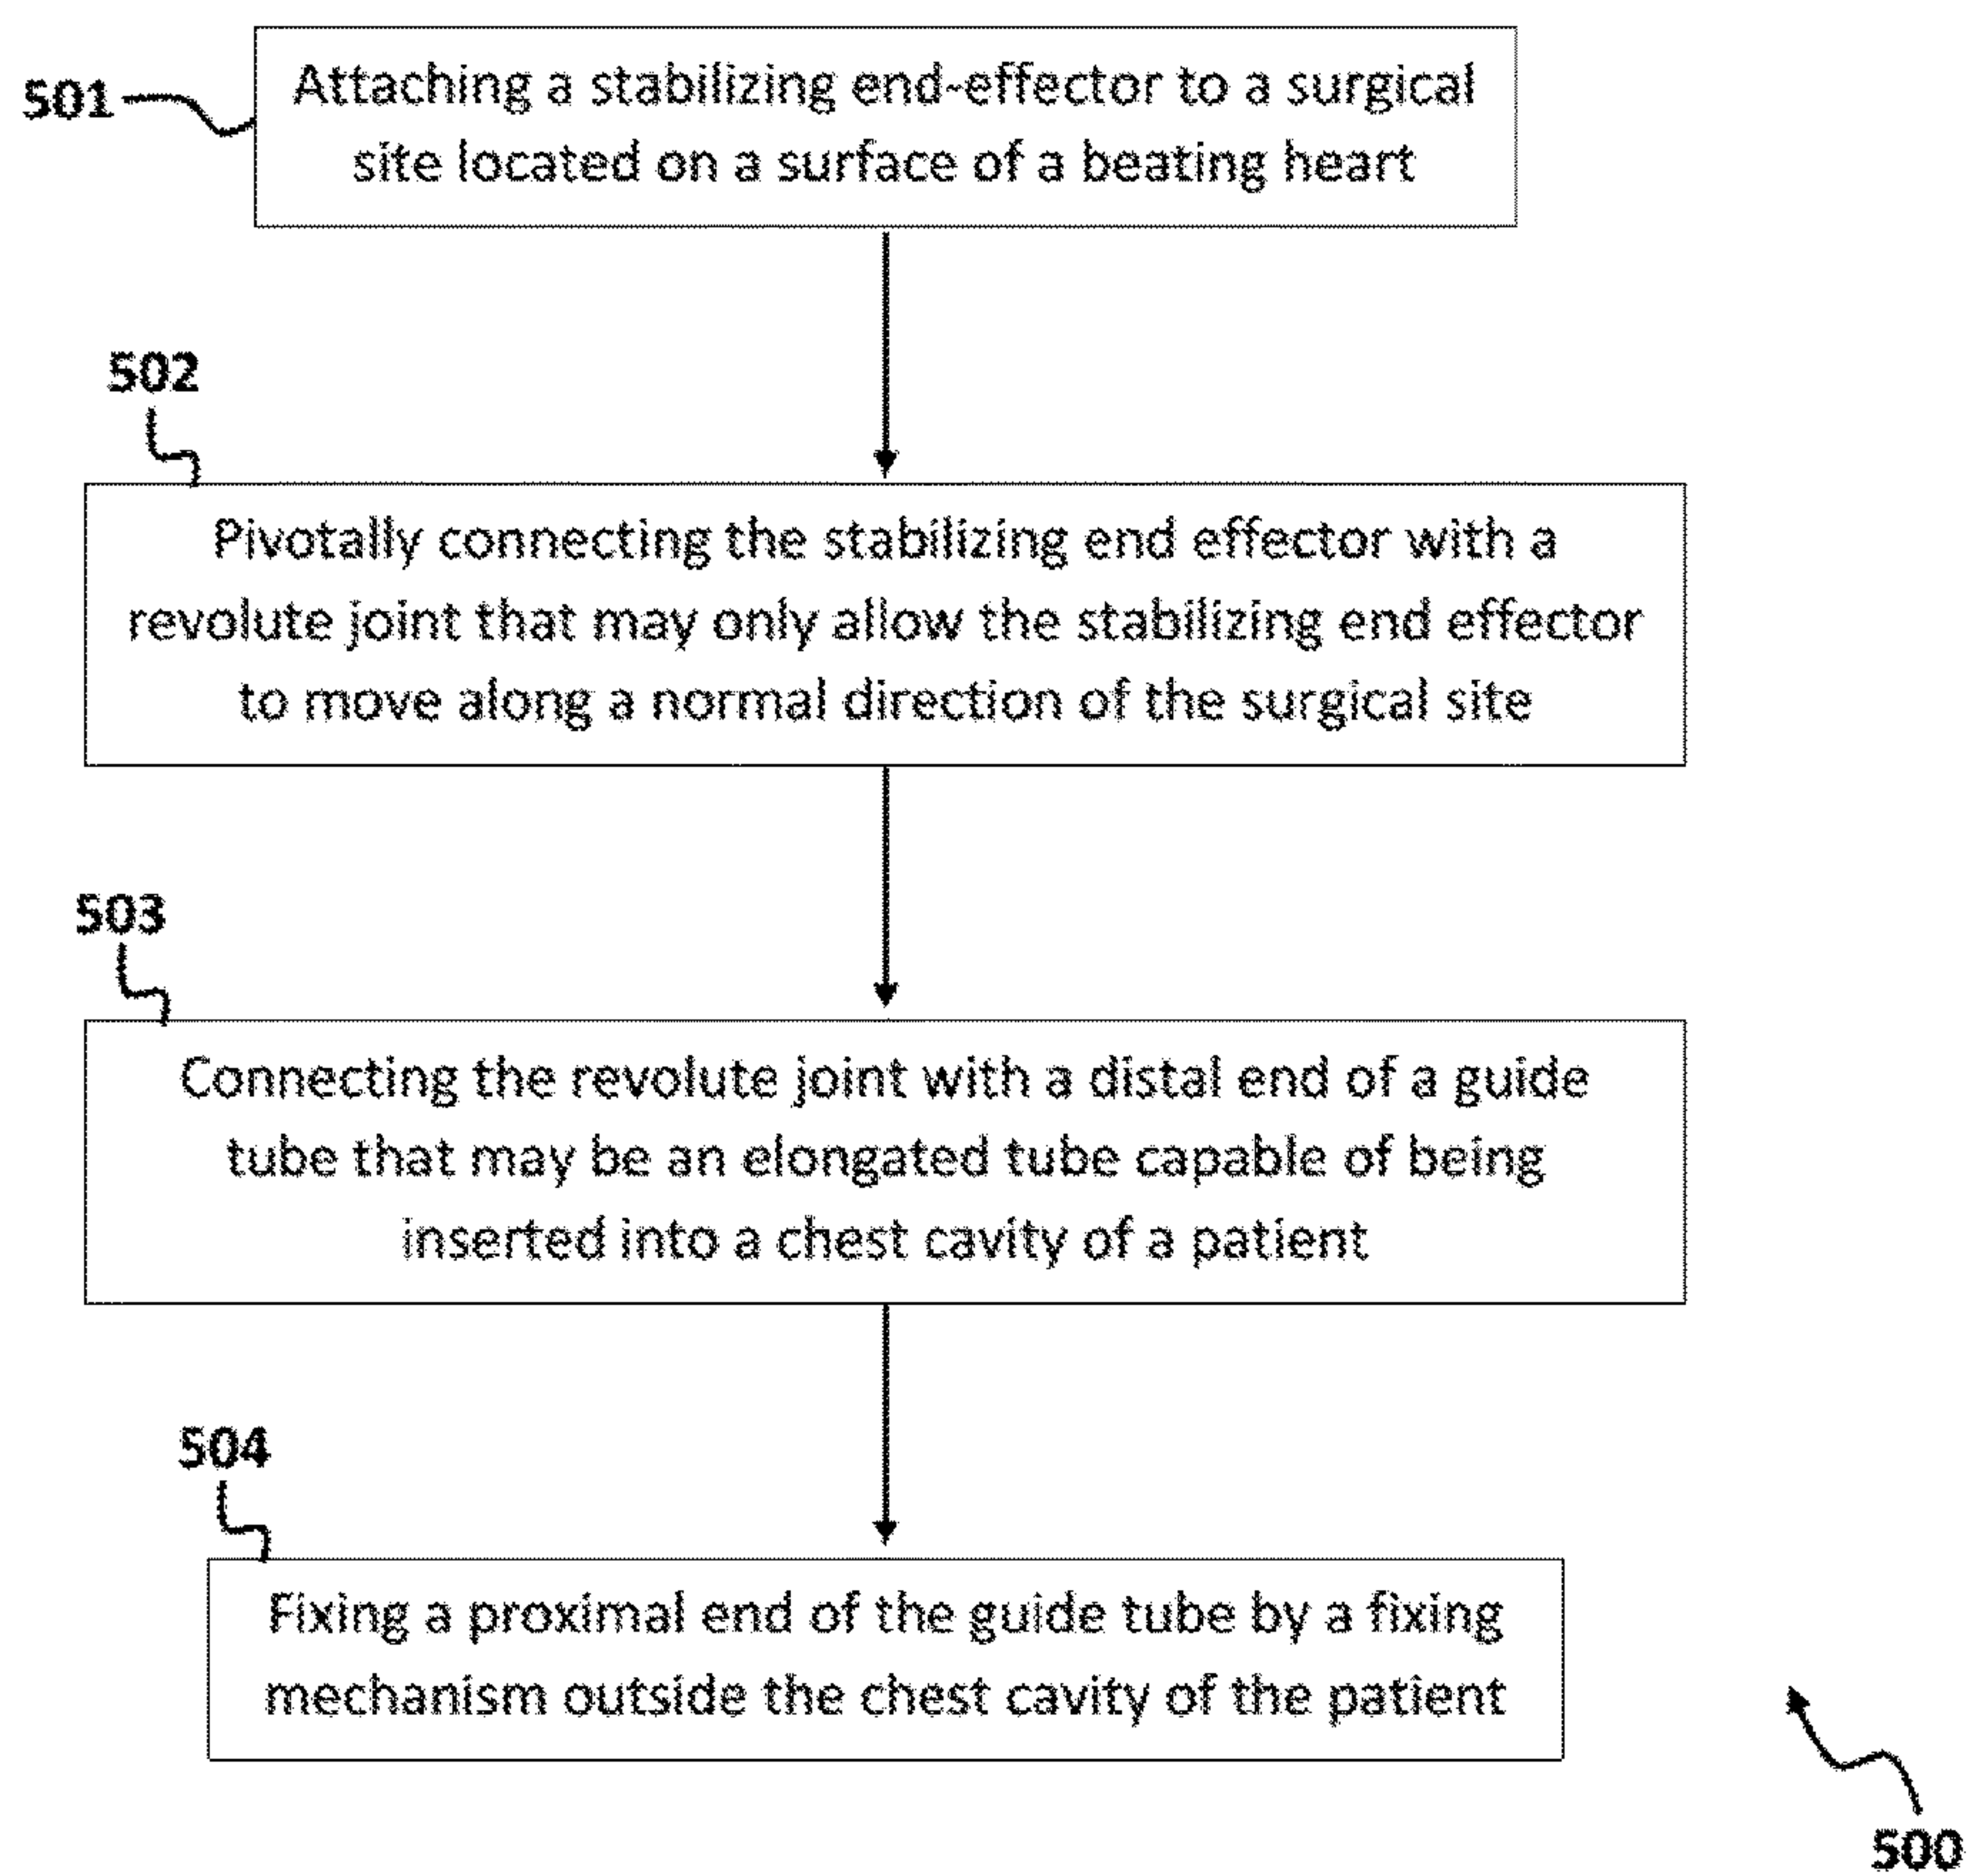 501
Attaching a stabilizing end-effector to a surgical
site located on a surface of a beating heart
502
Pivotally connecting the stabilizing end effector with a
revolute joint that may only allow the stabilizing end effector
to move along a normal direction of the surgical site
503
Connecting the revolute joint with a distal end of a guide
tube that may be an elongated tube capable of being
inserted into a chest cavity of a patient
504
Fixing a proximal end of the guide tube by a fixing
mechanism outside the chest cavity of the patient
500